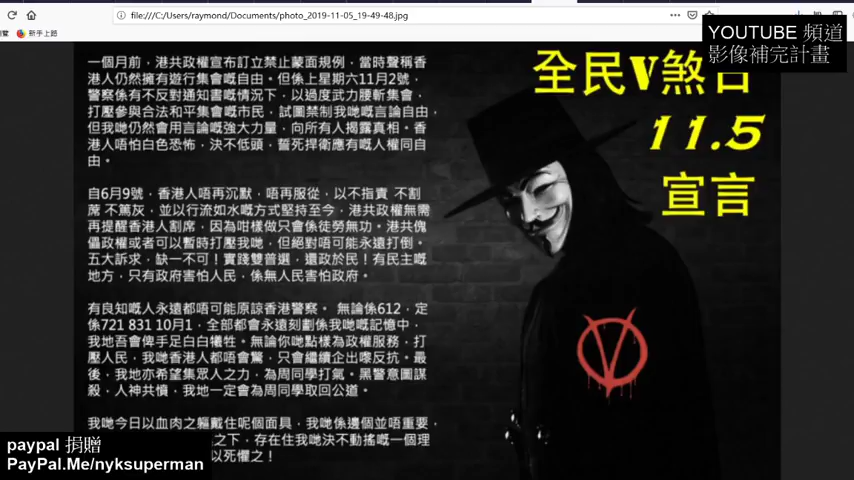 file:///C:/Users/raymond/Documents/photo_2019-11-05_19-49-48.jpg
新手上路
YOUTUBE 頻道
影像補完計畫
全民V煞日
11.5
宣言
一個月前，港共政權宣布訂立禁止蒙面規例，當時聲稱香
港人仍然擁有遊行集會嘅自由。但係上星期六11月2號，
警察係有不反對通知書嘅情況下，以過度武力腰斬集會，
打壓參與合法和平集會嘅市民，試圖禁制我哋嘅言論自由，
但我哋仍然會用言論嘅強大力量，向所有人揭露真相。香
港人唔怕白色恐怖，決不低頭，誓死捍衛應有嘅人權同自
由。
自6月9號，香港人唔再沉默，唔再服從，以不指責 不割
蓆 不篤灰，並以行流如水嘅方式堅持至今，港共政權無需
再提醒香港人割席，因為咁樣做只會係徒勞無功。港共傀
儡政權或者可以暫時打壓我哋，但絕對唔可能永遠打倒。
五大訴求，缺一不可！實踐雙普選，還政於民！有民主嘅
地方，只有政府害怕人民，係無人民害怕政府。
有良知嘅人永遠都唔可能原諒香港警察。 無論係612，定
係721 831 10月1，全部都會永遠刻劃係我哋嘅記憶中，
我地吾會俾手足白白犧牲。無論你哋點樣為政權服務，打
壓人民，我哋香港人都唔會驚，只會繼續企出嚟反抗。最
後，我地亦希望集眾人之力，為周同學打氣。黑警意圖謀
殺，人神共憤，我地一定會為周同學取回公道。
我哋今日以血肉之軀戴住呢個面具，我哋係邊個並唔重要，
之下，存在住我哋決不動搖嘅一個理
以死懼之！
paypal 捐贈
PayPal.Me/nyksuperman